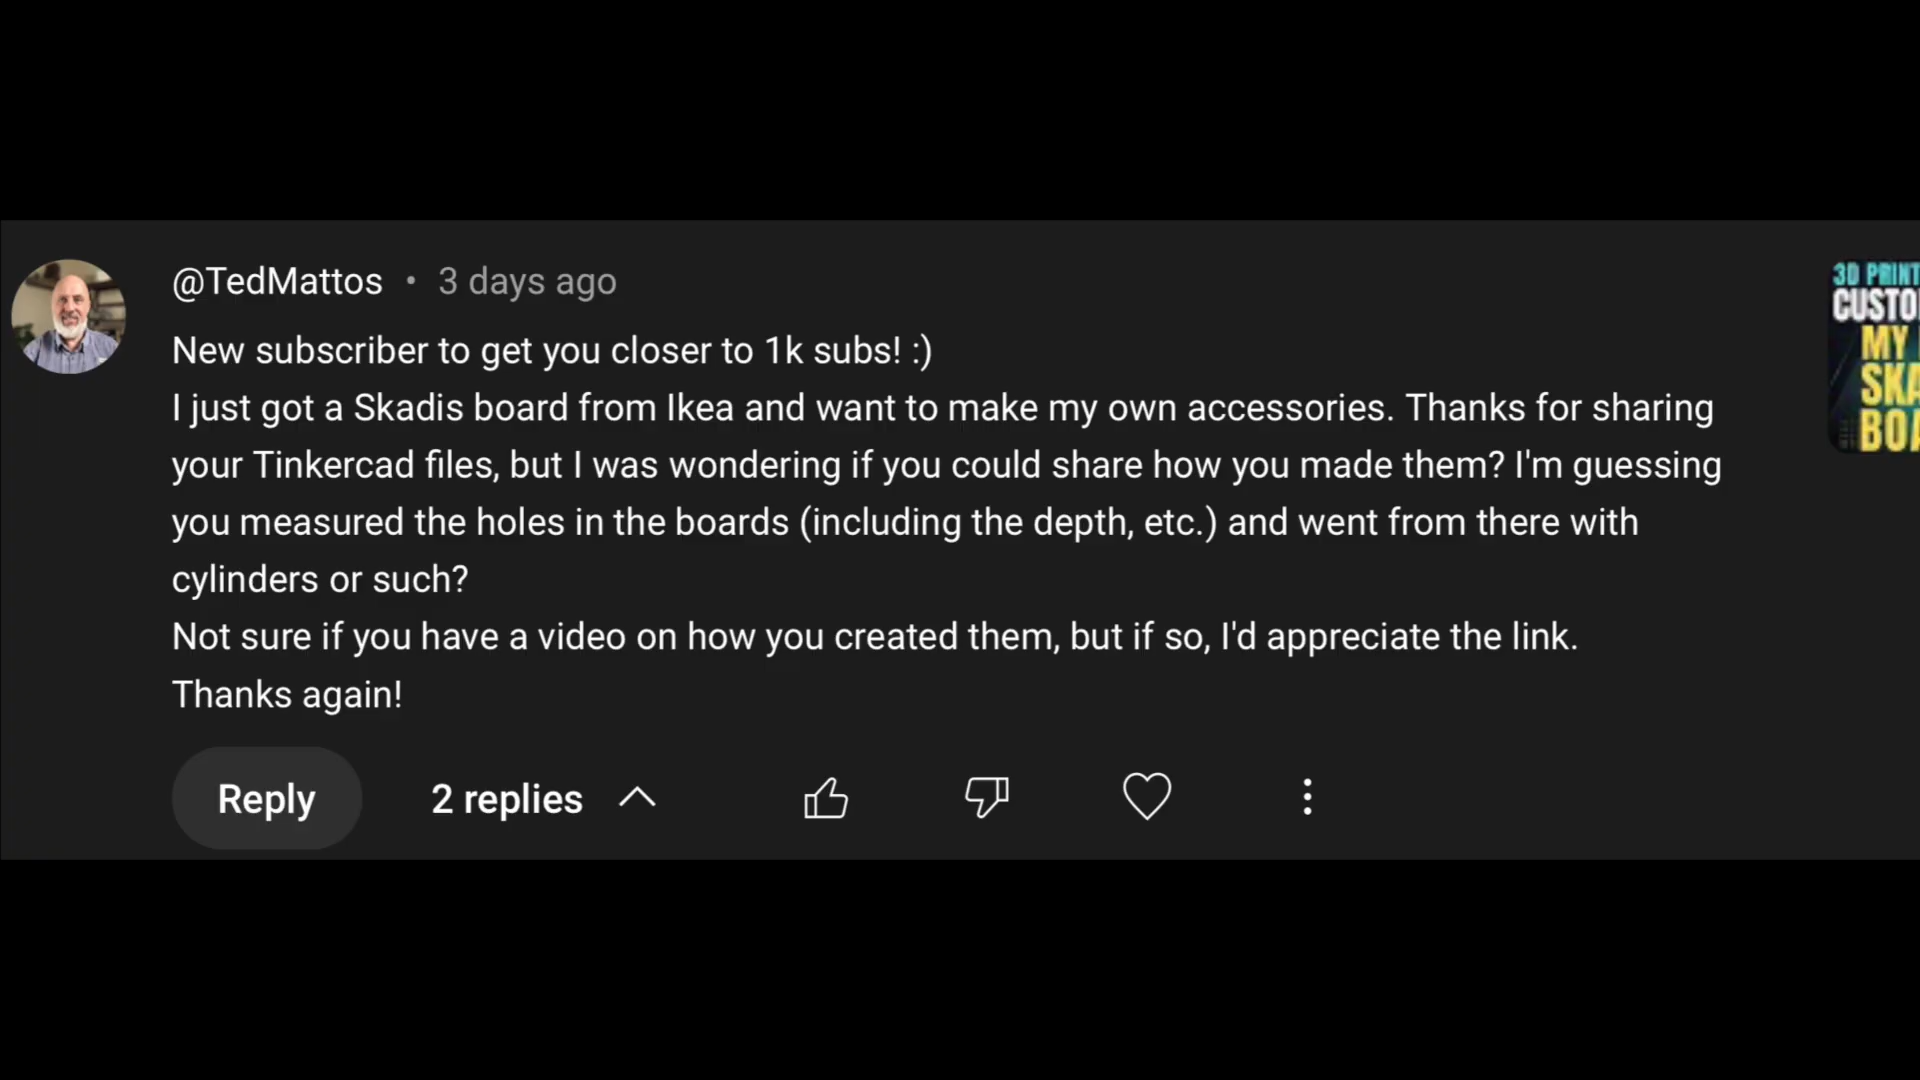 @TedMattos • 3 days ago
New subscriber to get you closer to 1k subs! :)
I just got a Skadis board from Ikea and want to make my own accessories. Thanks for sharing
your Tinkercad files, but I was wondering if you could share how you made them? I'm guessing
you measured the holes in the boards (including the depth, etc.) and went from there with
cylinders or such?
Not sure if you have a video on how you created them, but if so, I'd appreciate the link.
Thanks again!
Reply 2 replies
3D PRINT
CUSTO
MY
SKA
BOA